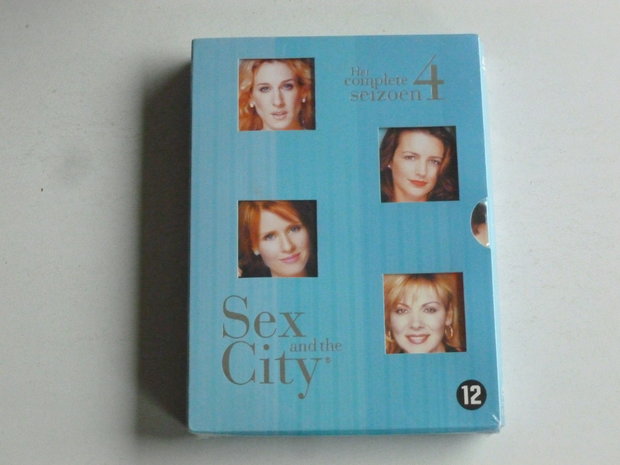 Het
complete
seizoen 4
Sex
and the
City®
12